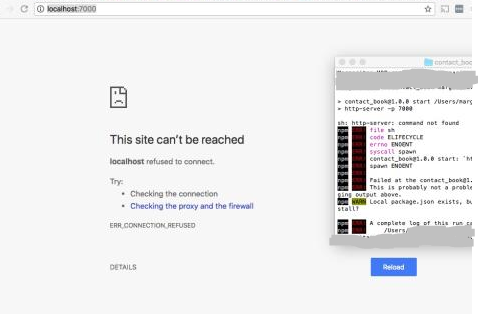 localhost:7000
This site can't be reached
localhost refused to connect.
Try:
• Checking the connection
• Checking the proxy and the firewall
ERR_CONNECTION_REFUSED
DETAILS
Reload
contact_boo
> contact_book@1.0.0 start /Users/marg
> http-server -p 7000
sh: http-server: command not found
npm ERR! file sh
npm ERR! code ELIFECYCLE
npm ERR! errno ENOENT
npm ERR! syscall spawn
npm ERR! contact_book@1.0.0 start: `ht
npm ERR! spawn ENOENT
npm ERR!
npm ERR! Failed at the contact_book@1.
npm ERR! This is probably not a proble
ging output above.
npm WARN Local package.json exists, bu
stall?
npm ERR! A complete log of this run c
npm ERR! /Users/